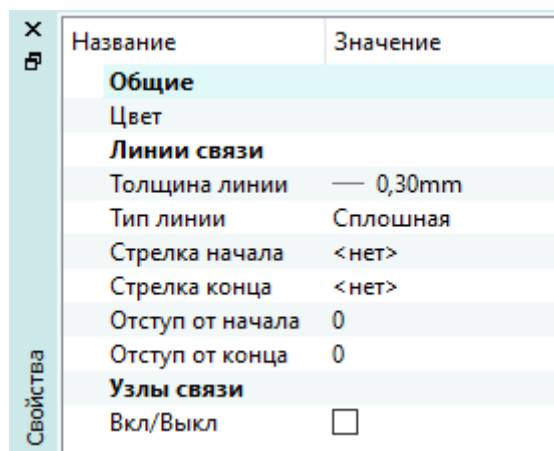 Название Значение
Общие
Цвет
Линии связи
Толщина линии 0,30mm
Тип линии Сплошная
Стрелка начала <нет>
Стрелка конца <нет>
Отступ от начала 0
Отступ от конца 0
Узлы связи
Вкл/Выкл
Свойства